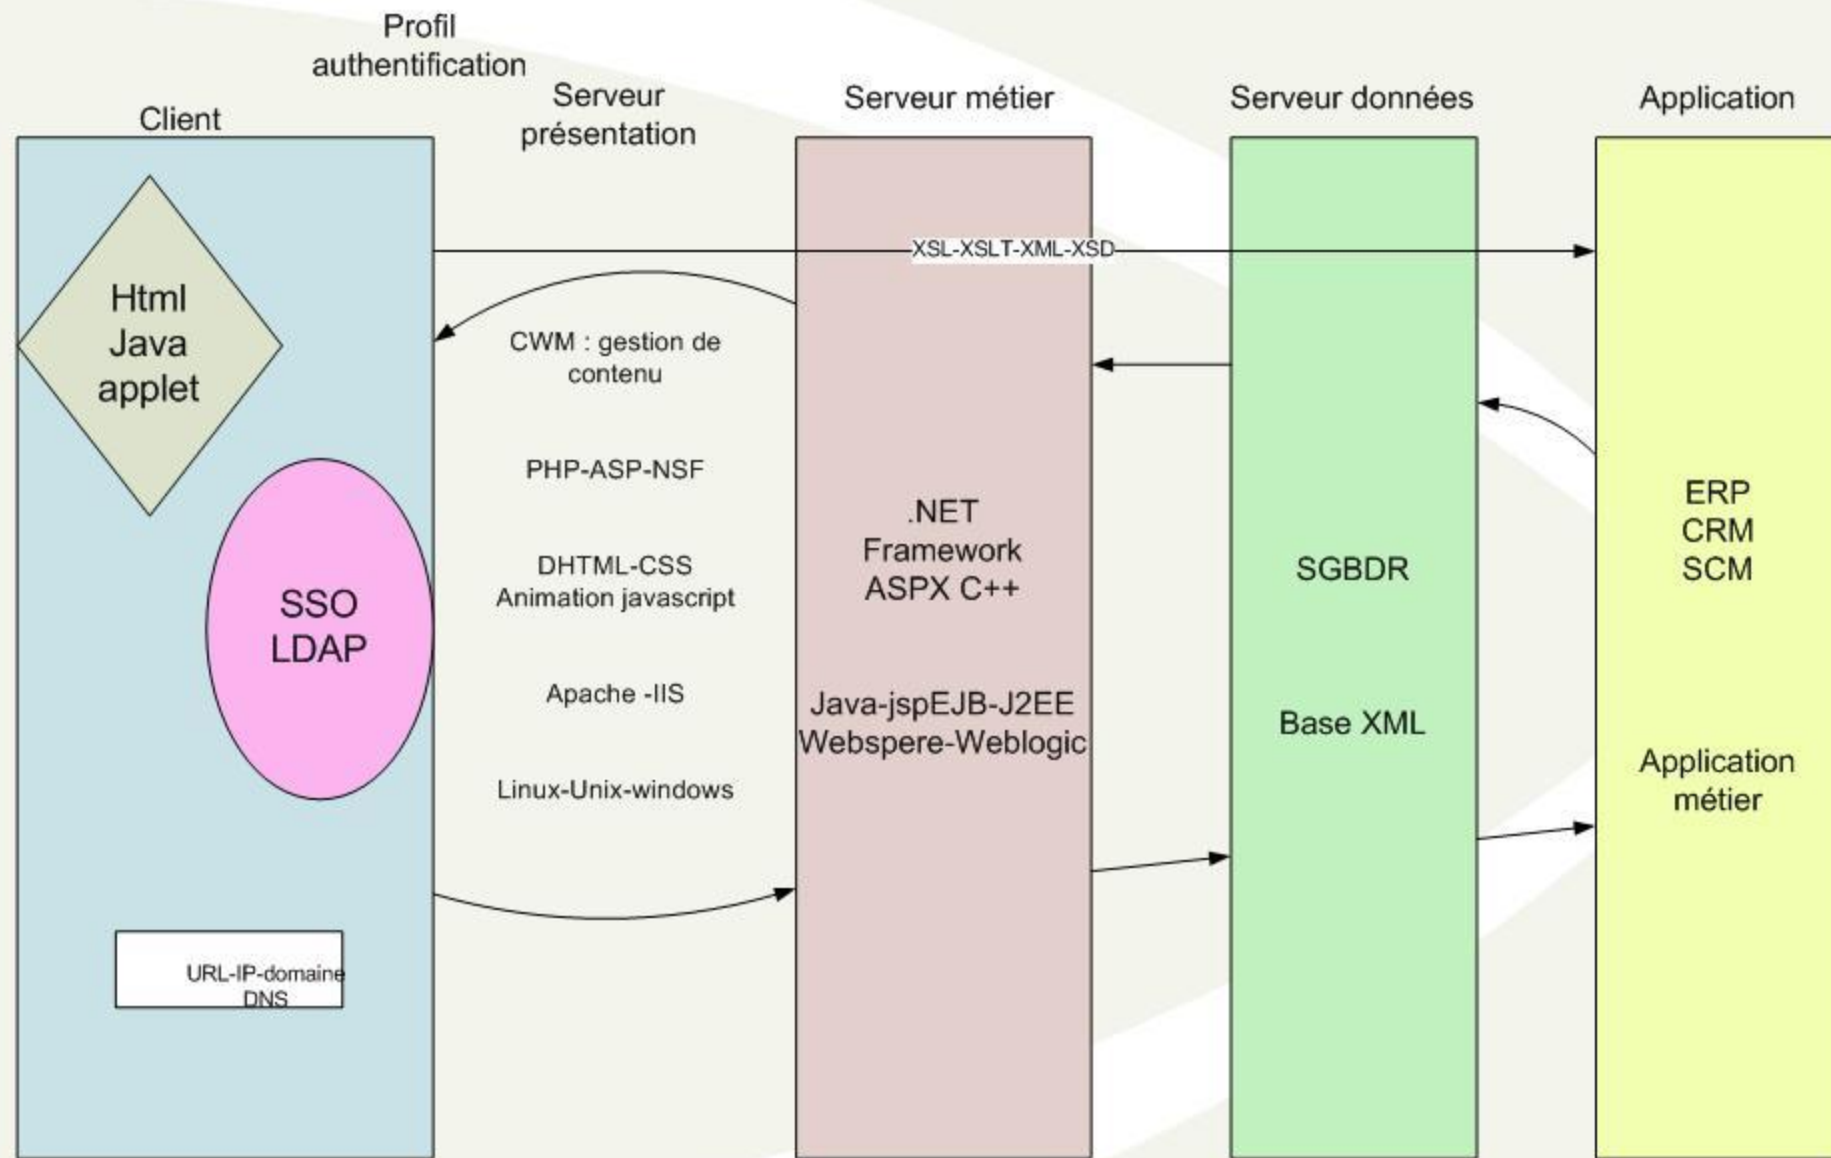 Profil
authentification
Client
Serveur
présentation
Serveur métier
Serveur données
Application
XSL-XSLT-XML-XSD
Html
Java
applet
SSO
LDAP
URL-IP-domaine
DNS
CWM : gestion de
contenu
PHP-ASP-NSF
DHTML-CSS
Animation javascript
Apache -IIS
Linux-Unix-windows
.NET
Framework
ASPX C++
Java-jspEJB-J2EE
Webspere-Weblogic
SGBDR
Base XML
ERP
CRM
SCM
Application
métier